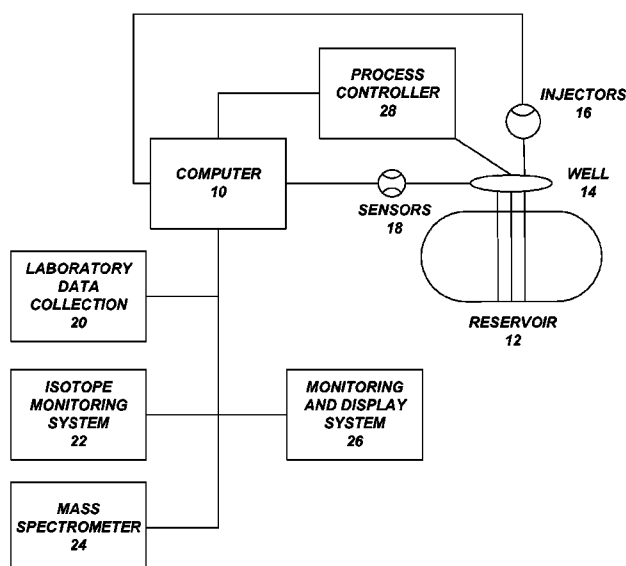 PROCESS
CONTROLLER
28
INJECTORS
16
COMPUTER
10
SENSORS
18
WELL
14
LABORATORY
DATA
COLLECTION
20
RESERVOIR
12
ISOTOPE
MONITORING
SYSTEM
22
MONITORING
AND DISPLAY
SYSTEM
26
MASS
SPECTROMETER
24